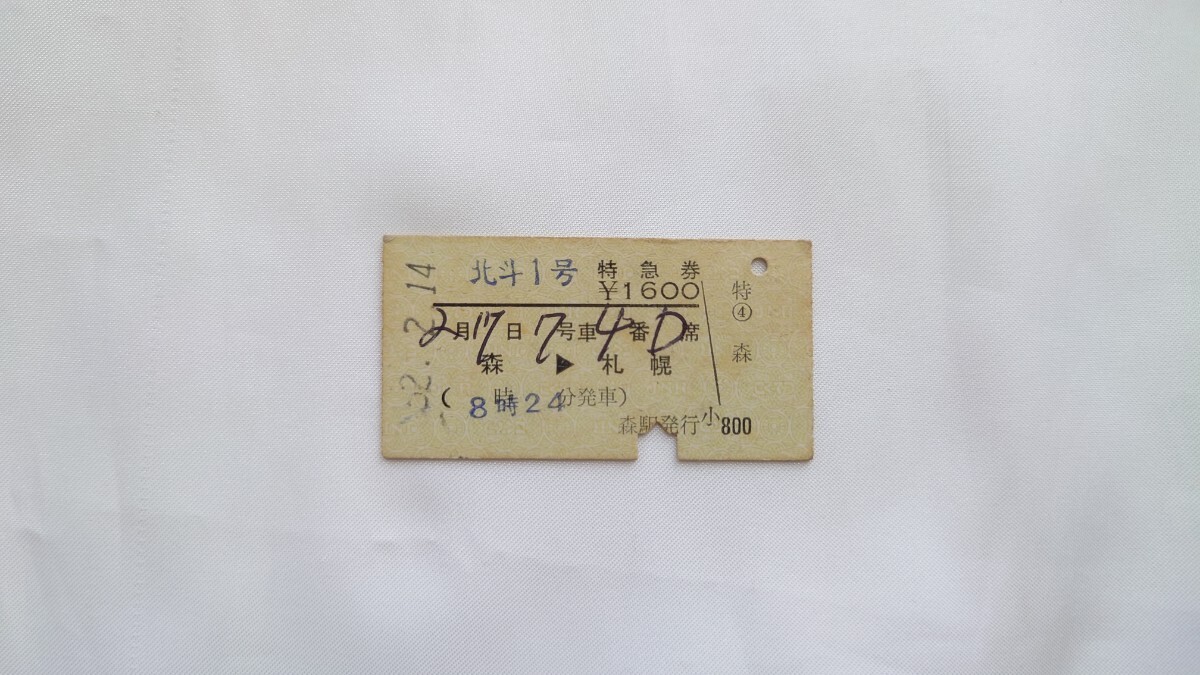 北斗1号 特急券
¥1600
2月17日 7号車 4番D席
森▶札幌
( 時 分発車)
8時24
森駅発行
小800
特
④
森
52.2.14